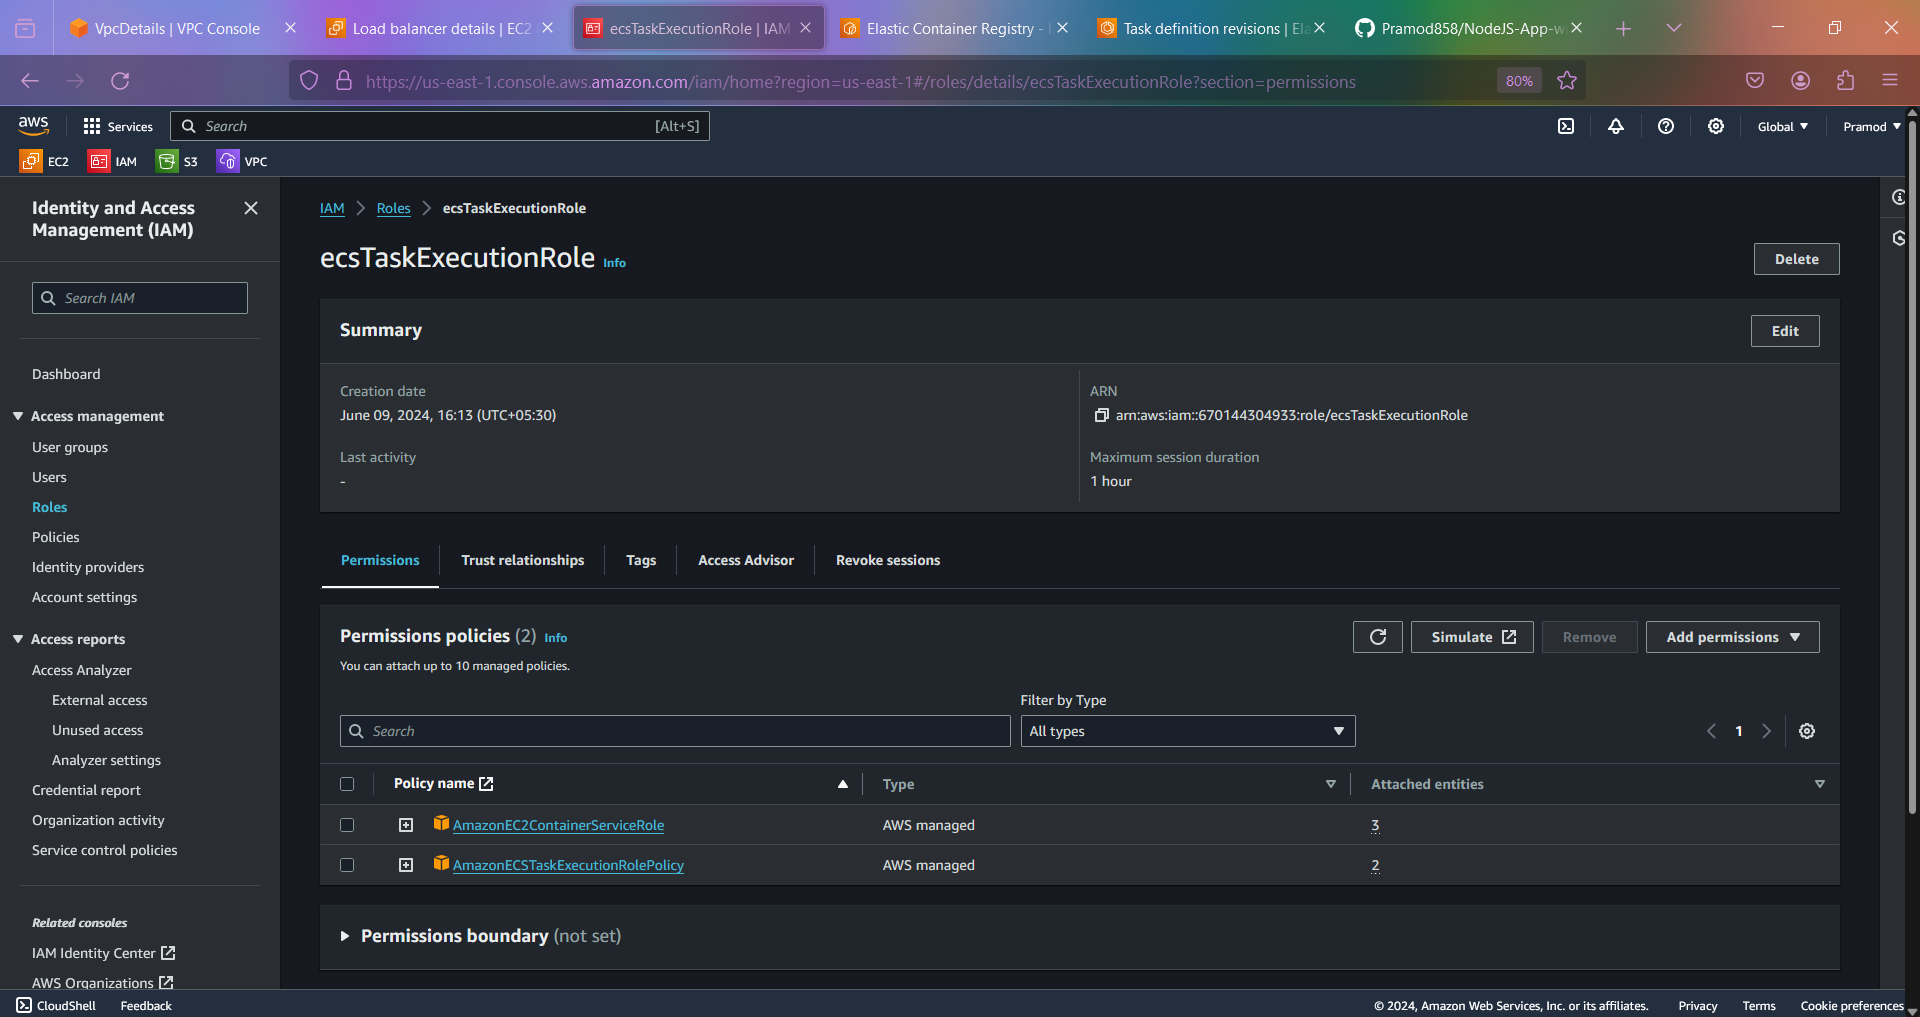 VpcDetails | VPC Console
Load balancer details | EC2
ecsTaskExecutionRole | IAM
Elastic Container Registry -
Task definition revisions | Ela
Pramod858/NodeJS-App-w
https://us-east-1.console.aws.amazon.com/iam/home?region=us-east-1#/roles/details/ecsTaskExecutionRole?section=permissions
80%
aws
Services
Search
[Alt+S]
Global
Pramod
EC2
IAM
S3
VPC
Identity and Access
Management (IAM)
Search IAM
Dashboard
Access management
User groups
Users
Roles
Policies
Identity providers
Account settings
Access reports
Access Analyzer
External access
Unused access
Analyzer settings
Credential report
Organization activity
Service control policies
Related consoles
IAM Identity Center
AWS Organizations
IAM
Roles
ecsTaskExecutionRole
ecsTaskExecutionRole Info
Delete
Summary
Edit
Creation date
June 09, 2024, 16:13 (UTC+05:30)
ARN
arn:aws:iam::670144304933:role/ecsTaskExecutionRole
Last activity
-
Maximum session duration
1 hour
Permissions
Trust relationships
Tags
Access Advisor
Revoke sessions
Permissions policies (2) Info
You can attach up to 10 managed policies.
Simulate
Remove
Add permissions
Filter by Type
Search
All types
1
Policy name
Type
Attached entities
AmazonEC2ContainerServiceRole
AWS managed
3
AmazonECSTaskExecutionRolePolicy
AWS managed
2
Permissions boundary (not set)
CloudShell
Feedback
© 2024, Amazon Web Services, Inc. or its affiliates.
Privacy
Terms
Cookie preferences